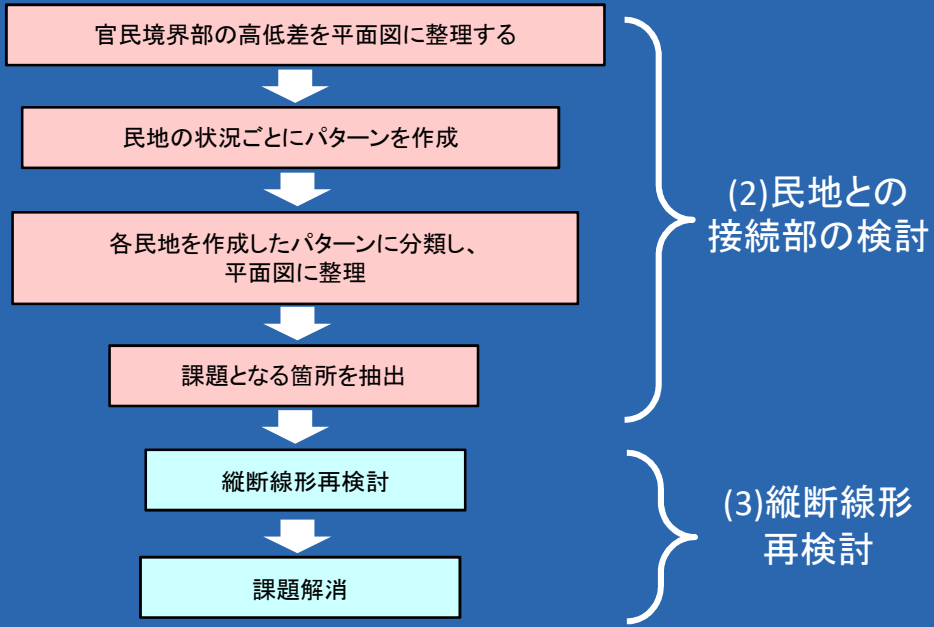 官民境界部の高低差を平面図に整理する
民地の状況ごとにパターンを作成
各民地を作成したパターンに分類し、
平面図に整理
課題となる箇所を抽出
(2)民地との
接続部の検討
縦断線形再検討
課題解消
(3)縦断線形
再検討